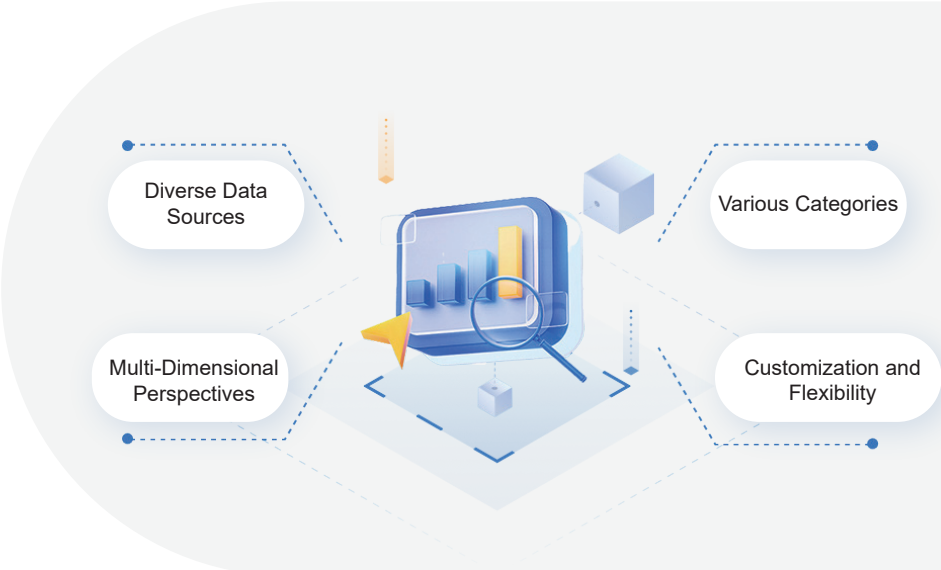 Diverse Data
Sources
Various Categories
Multi-Dimensional
Perspectives
Customization and
Flexibility